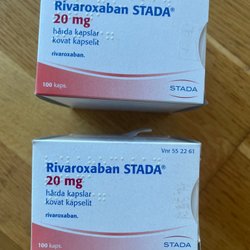 Rivaroxaban STADA®
20 mg
hårda kapslar
kovat kapselit
rivaroxaban.
100 kaps.
STADA
Vnr 55 22 61
Rivaroxaban STADA®
20 mg
hårda kapslar
kovat kapselit
rivaroxaban.
100 kaps.
STADA